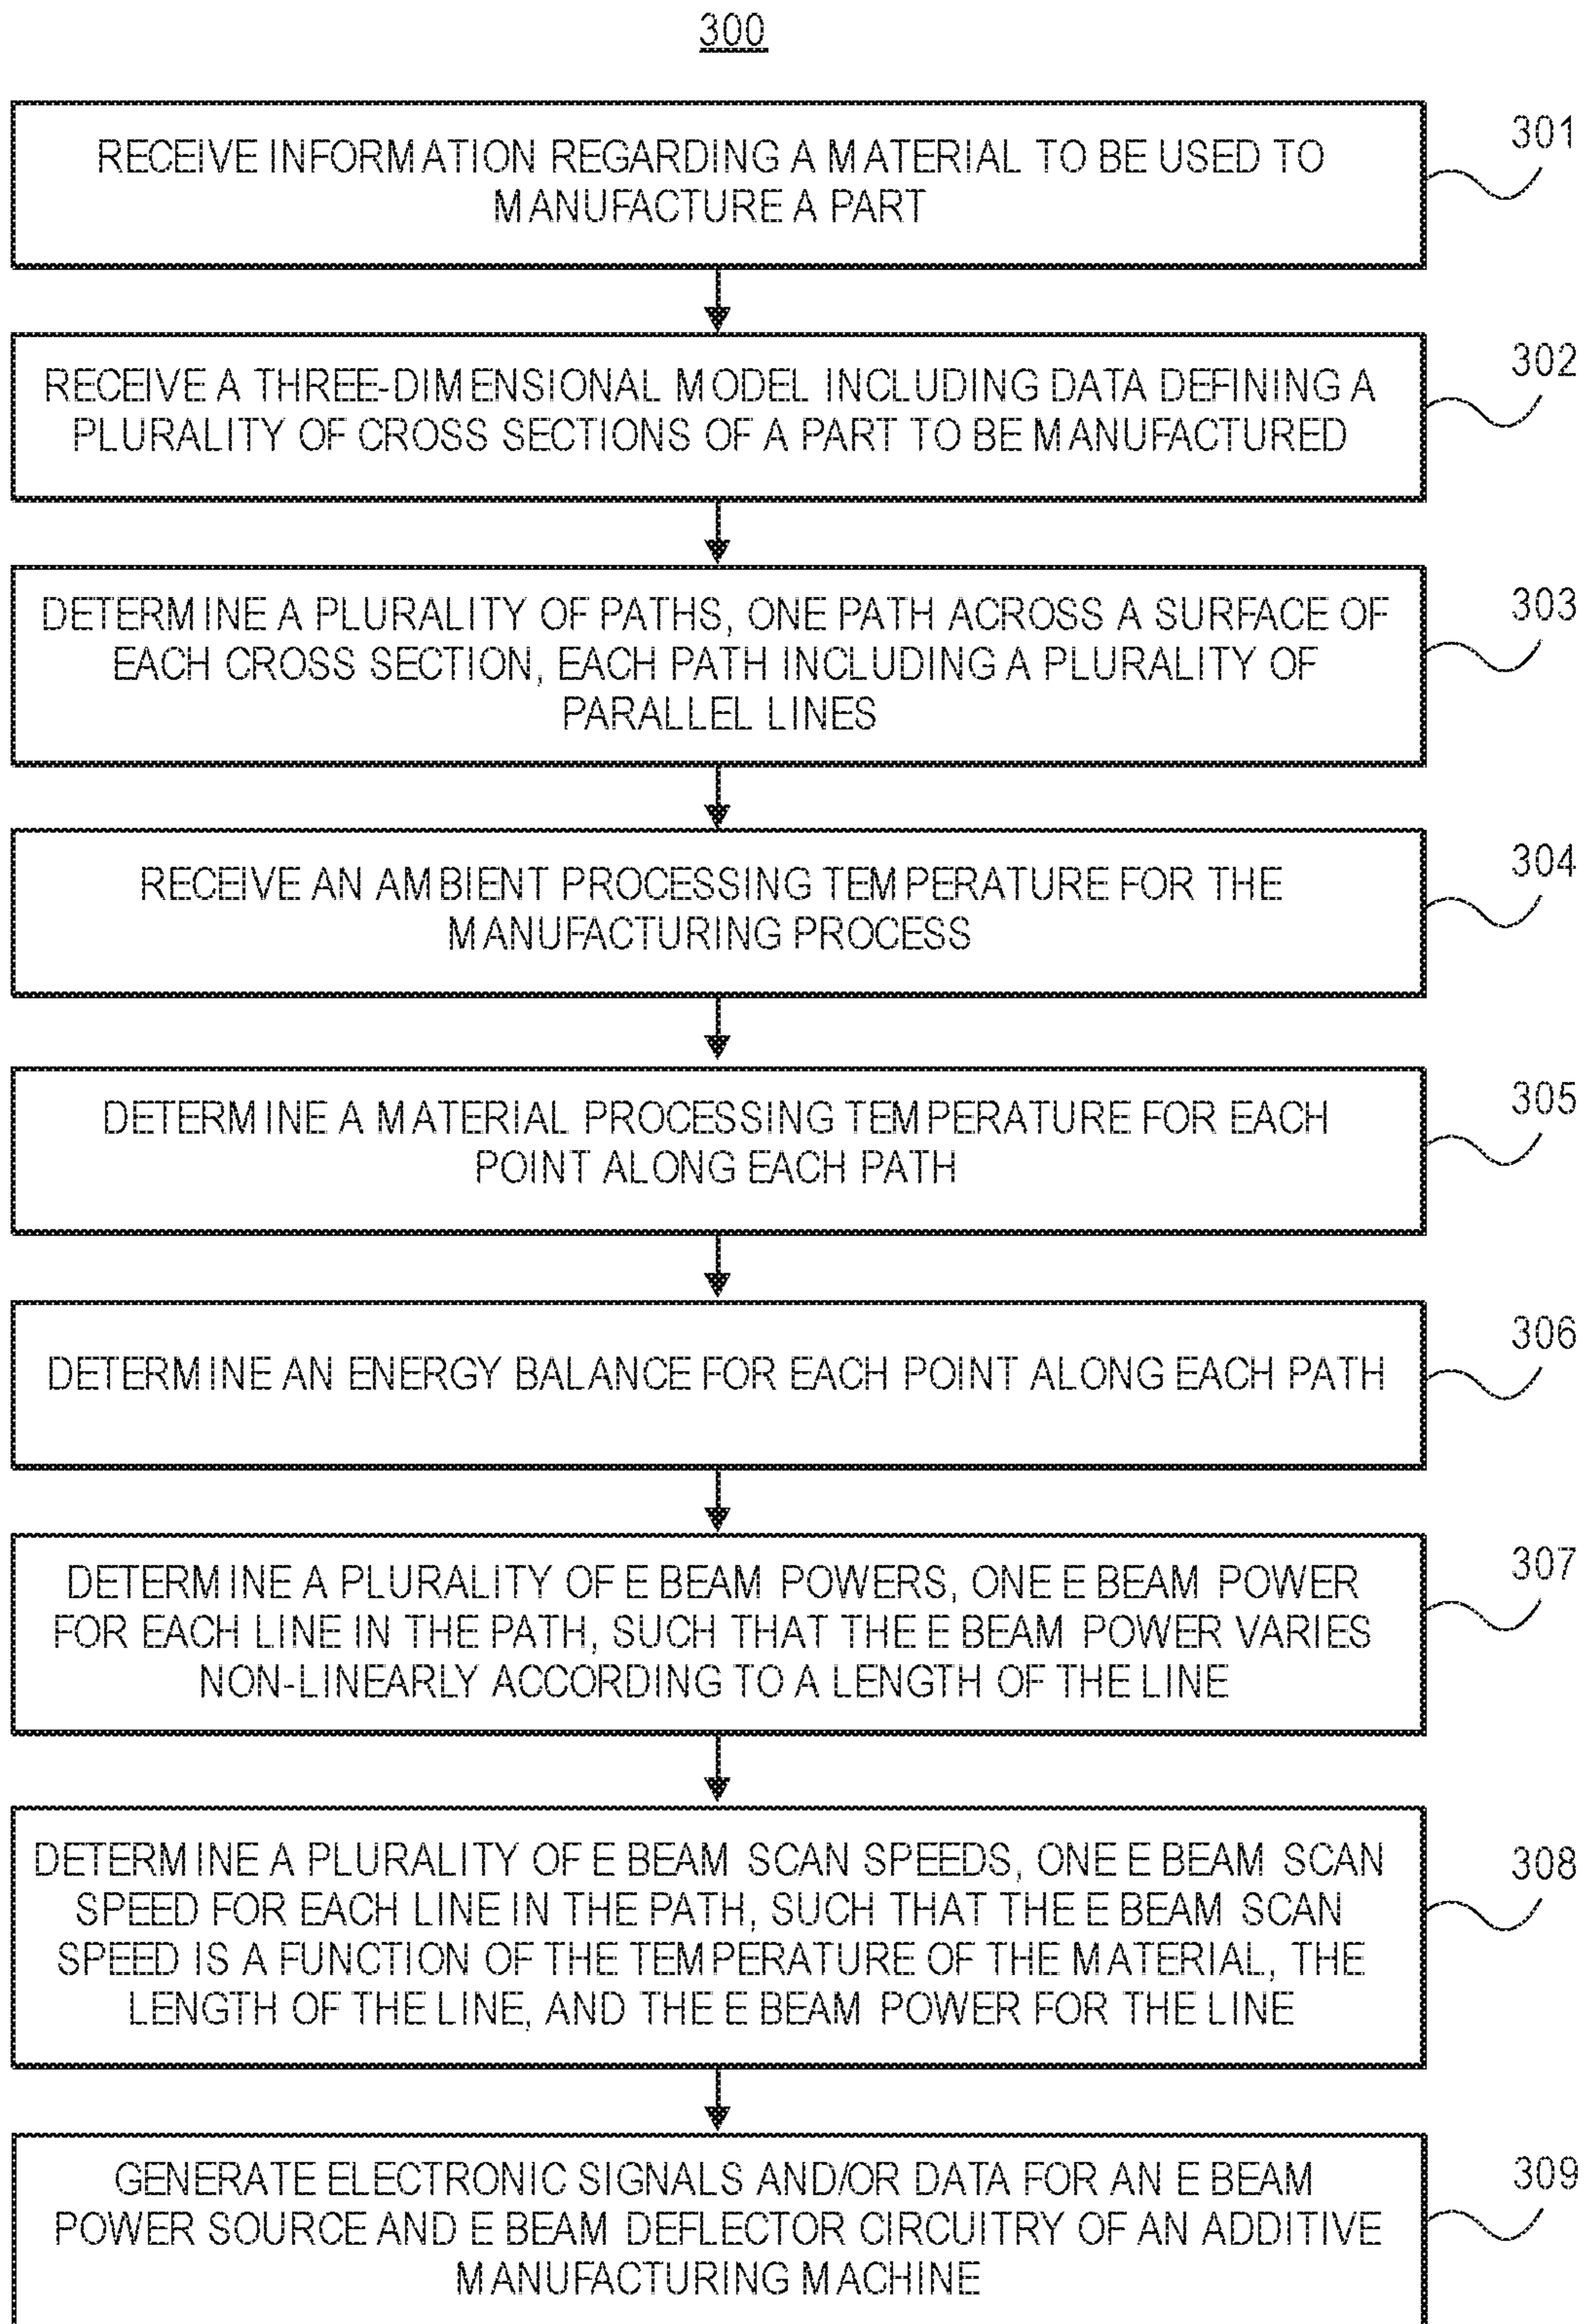 300
RECEIVE INFORMATION REGARDING A MATERIAL TO BE USED TO
MANUFACTURE A PART
301
RECEIVE A THREE-DIMENSIONAL MODEL INCLUDING DATA DEFINING A
PLURALITY OF CROSS SECTIONS OF A PART TO BE MANUFACTURED
302
DETERMINE A PLURALITY OF PATHS, ONE PATH ACROSS A SURFACE OF
EACH CROSS SECTION, EACH PATH INCLUDING A PLURALITY OF
PARALLEL LINES
303
RECEIVE AN AMBIENT PROCESSING TEMPERATURE FOR THE
MANUFACTURING PROCESS
304
DETERMINE A MATERIAL PROCESSING TEMPERATURE FOR EACH
POINT ALONG EACH PATH
305
DETERMINE AN ENERGY BALANCE FOR EACH POINT ALONG EACH PATH
306
DETERMINE A PLURALITY OF E BEAM POWERS, ONE E BEAM POWER
FOR EACH LINE IN THE PATH, SUCH THAT THE E BEAM POWER VARIES
NON-LINEARLY ACCORDING TO A LENGTH OF THE LINE
307
DETERMINE A PLURALITY OF E BEAM SCAN SPEEDS, ONE E BEAM SCAN
SPEED FOR EACH LINE IN THE PATH, SUCH THAT THE E BEAM SCAN
SPEED IS A FUNCTION OF THE TEMPERATURE OF THE MATERIAL, THE
LENGTH OF THE LINE, AND THE E BEAM POWER FOR THE LINE
308
GENERATE ELECTRONIC SIGNALS AND/OR DATA FOR AN E BEAM
POWER SOURCE AND E BEAM DEFLECTOR CIRCUITRY OF AN ADDITIVE
MANUFACTURING MACHINE
309